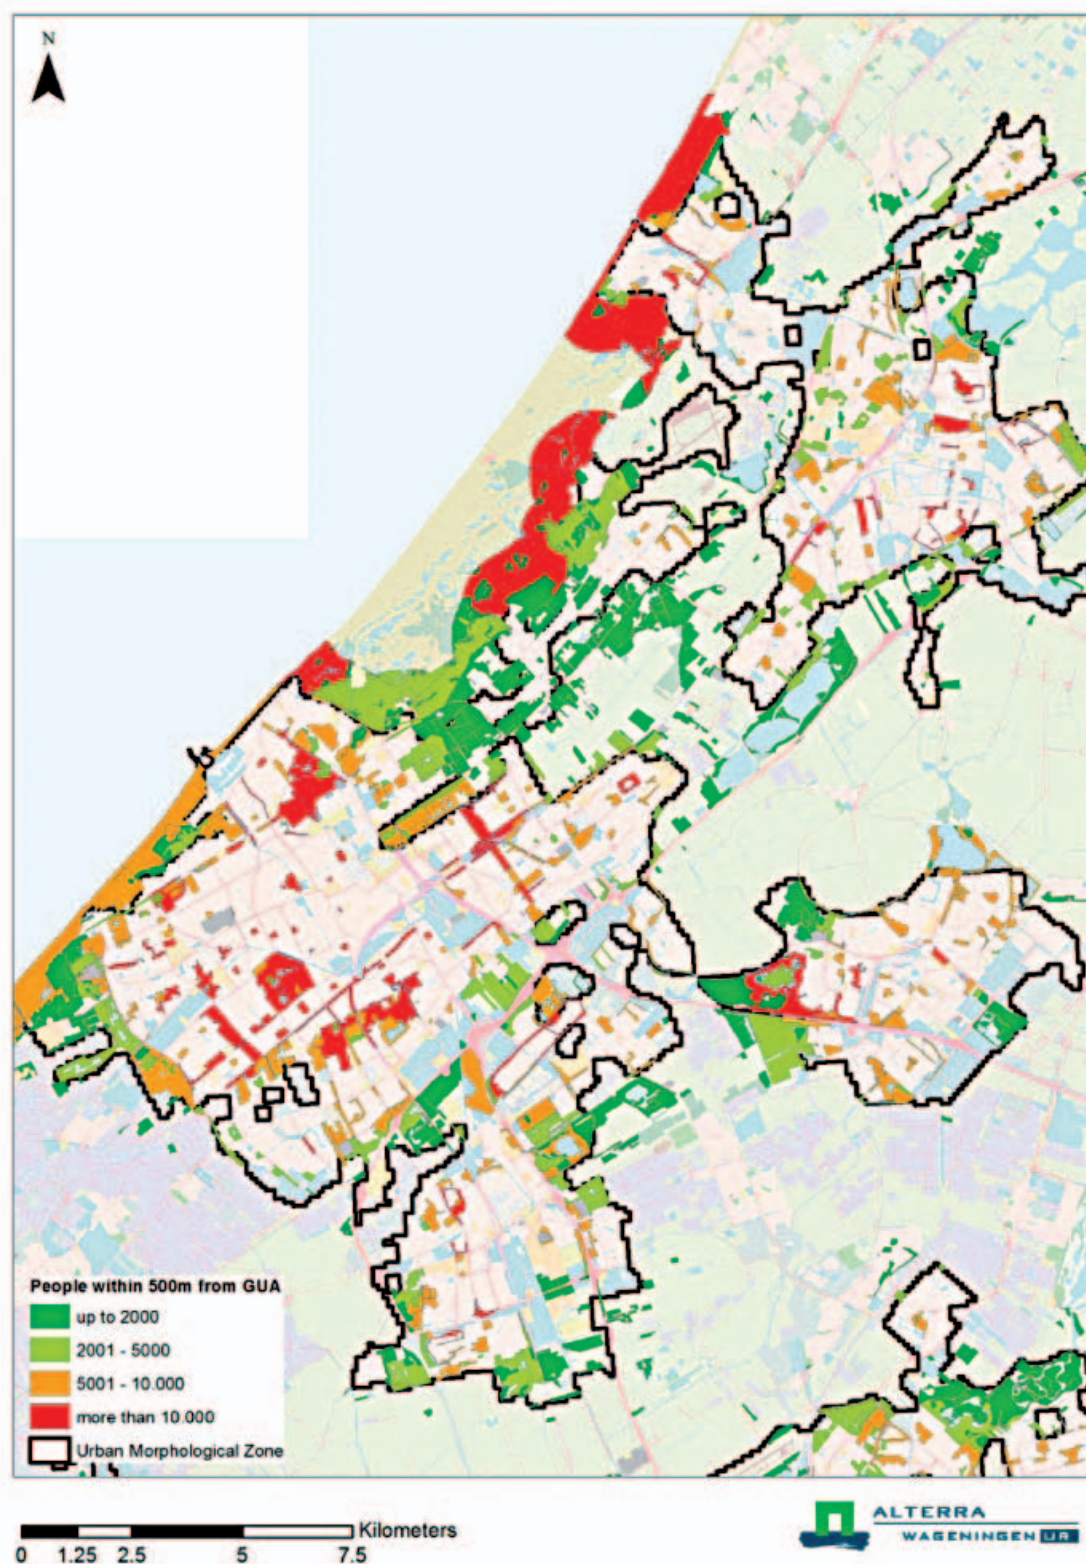 N
People within 500m from GUA
up to 2000
2001 - 5000
5001 - 10.000
more than 10.000
Urban Morphological Zone
Kilometers
0 1.25 2.5 5 7.5
ALTERRA
WAGENINGEN UR